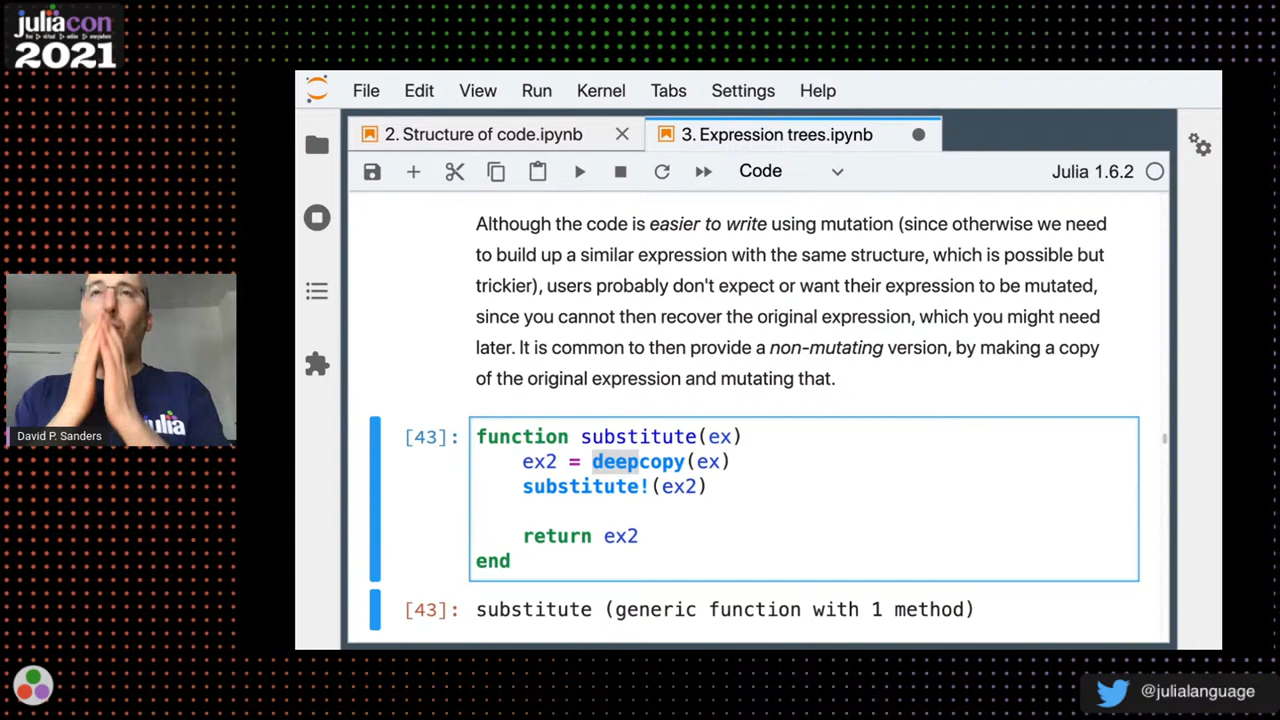 juliacon
2021
File Edit View Run Kernel Tabs Settings Help
2. Structure of code.ipynb
3. Expression trees.ipynb
Code
Julia 1.6.2
Although the code is easier to write using mutation (since otherwise we need
to build up a similar expression with the same structure, which is possible but
trickier), users probably don't expect or want their expression to be mutated,
since you cannot then recover the original expression, which you might need
later. It is common to then provide a non-mutating version, by making a copy
of the original expression and mutating that.
[43]: function substitute(ex)
ex2 = deepcopy(ex)
substitute!(ex2)
return ex2
end
[43]: substitute (generic function with 1 method)
David P. Sanders
@julialanguage